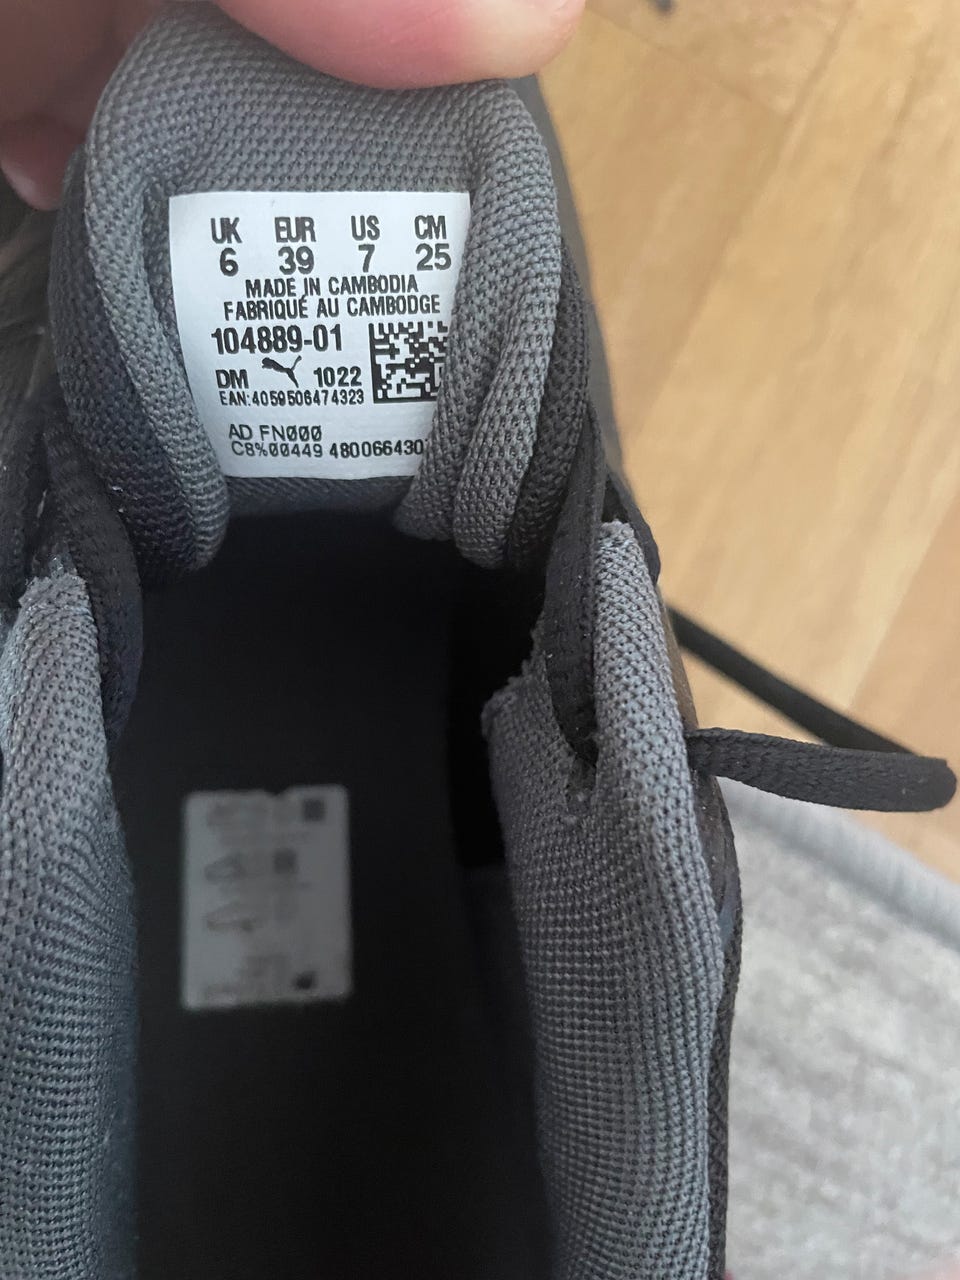 UK EUR US CM
6 39 7 25
MADE IN CAMBODIA
FABRIQUÉ AU CAMBODGE
104889-01
DM 1022
EAN:4059506474323
AD FN000
C8%00449 480066430